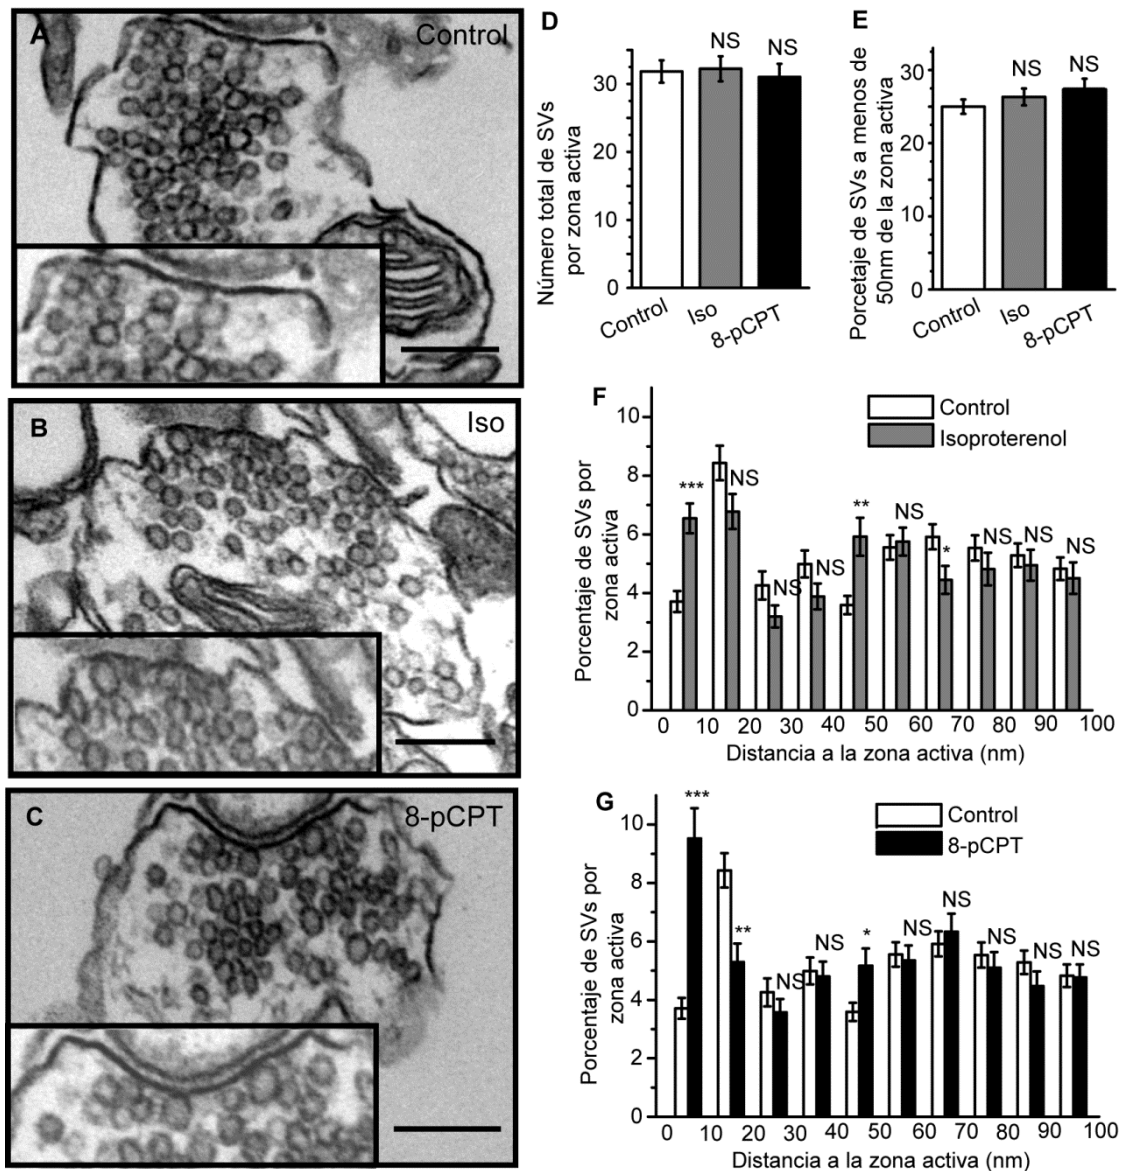 A
Control
B
Iso
C
8-pCPT
D
NS
NS
Número total de SVs
por zona activa
30
20
10
0
Control
Iso
8-pCPT
E
NS
NS
Porcetaje de SVs a menos de
50nm de la zona activa
30
20
10
0
Control
Iso
8-pCPT
F
Control
Isoproterenol
Porcentaje de SVs por
zona activa
10
8
6
4
2
0
***
NS
NS
NS
**
NS
*
NS
NS
NS
0 10 20 30 40 50 60 70 80 90 100
Distancia a la zona activa (nm)
G
Control
8-pCPT
Porcentaje de SVs por
zona activa
10
8
6
4
2
0
***
**
NS
NS
*
NS
NS
NS
NS
NS
0 10 20 30 40 50 60 70 80 90 100
Distancia a la zona activa (nm)